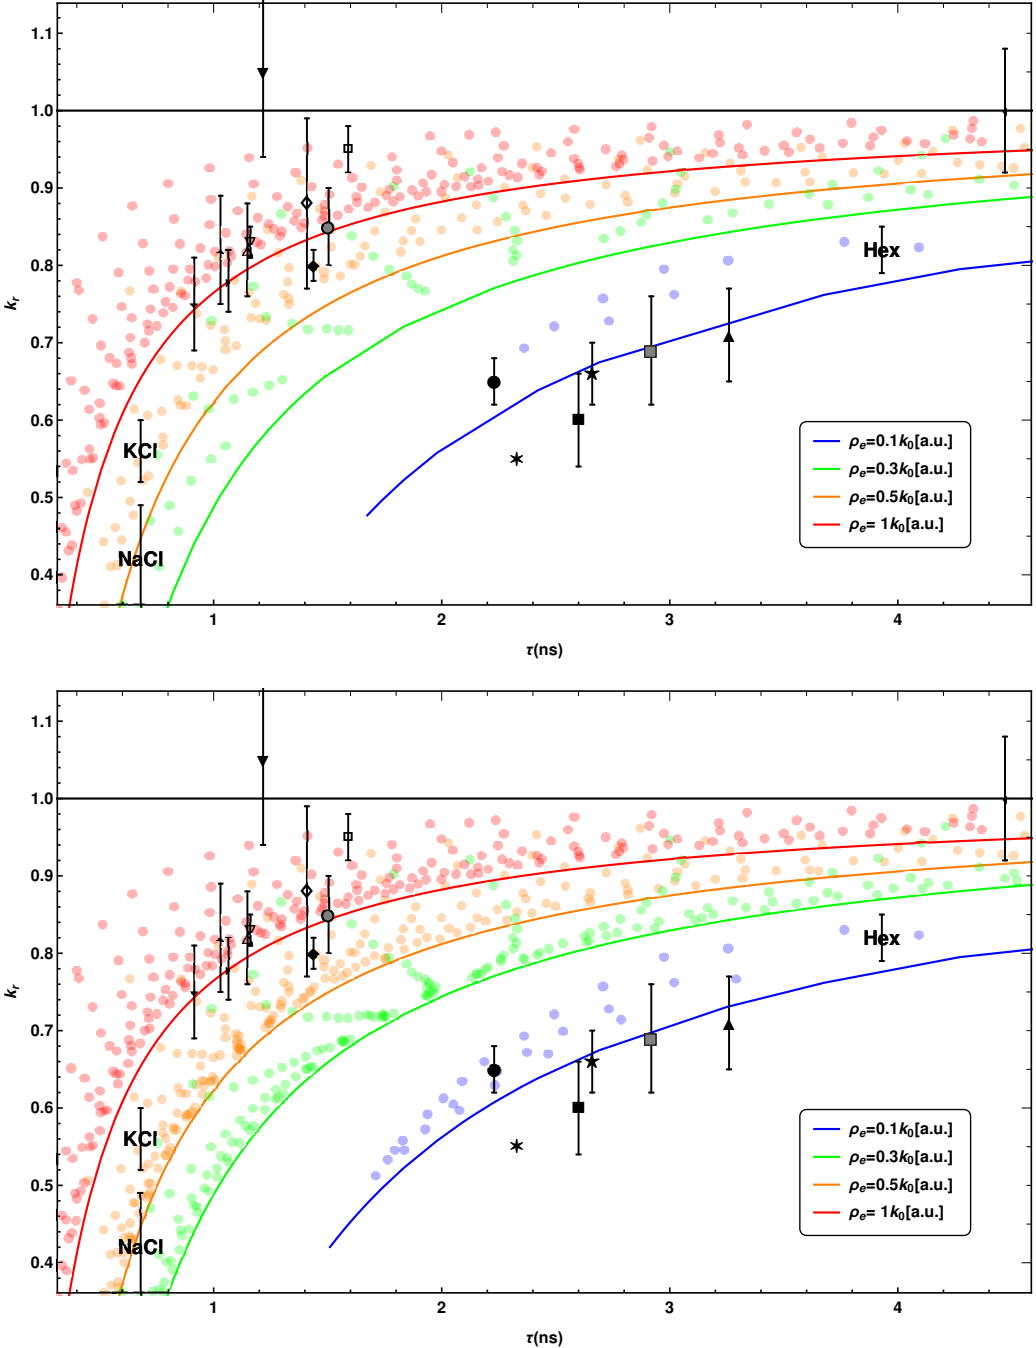 1.1
1.0
0.9
0.8
0.7
0.6
0.5
0.4
k_r
KCl
NaCl
Hex
ρ_e=0.1k_0[a.u.]
ρ_e=0.3k_0[a.u.]
ρ_e=0.5k_0[a.u.]
ρ_e= 1k_0[a.u.]
1 2 3 4
τ(ns)
1.1
1.0
0.9
0.8
0.7
0.6
0.5
0.4
k_r
Hex
KCl
NaCl
ρ_e=0.1k_0[a.u.]
ρ_e=0.3k_0[a.u.]
ρ_e=0.5k_0[a.u.]
ρ_e= 1k_0[a.u.]
1 2 3 4
τ(ns)